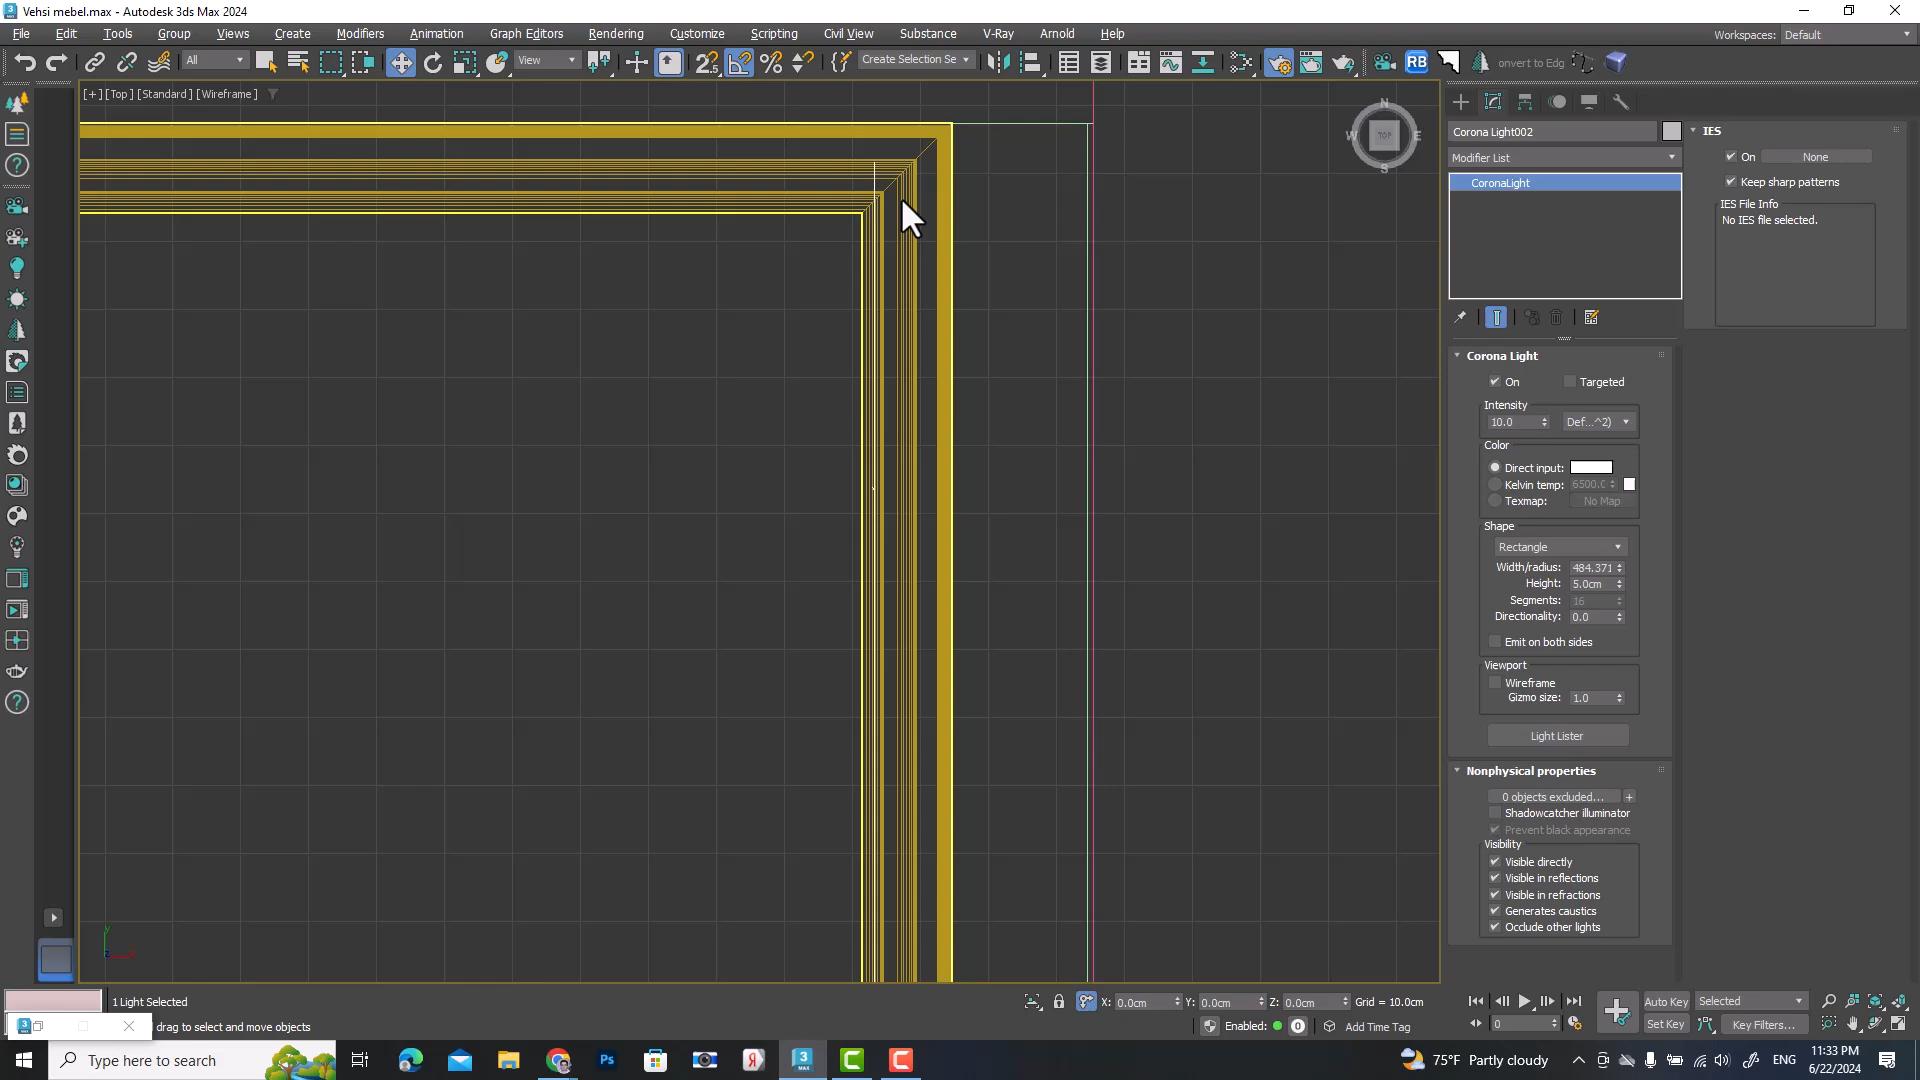 Vehsi mebel.max - Autodesk 3ds Max 2024
File Edit Tools Group Views Create Modifiers Animation Graph Editors Rendering Customize Scripting Civil View Substance V-Ray Arnold Help Workspaces: Default
All View Create Selection Se RB onvert to Edg
[+] [Top ] [Standard ] [Wireframe ]
N
W TOP E
S
Corona Light002
Modifier List
CoronaLight
IES
On None
Keep sharp patterns
IES File Info
No IES file selected.
Corona Light
On Targeted
Intensity
10.0 Def...^2)
Color
Direct input:
Kelvin temp: 6500.0
Texmap: No Map
Shape
Rectangle
Width/radius: 484.371
Height: 5.0cm
Segments: 16
Directionality: 0.0
Emit on both sides
Viewport
Wireframe
Gizmo size: 1.0
Light Lister
Nonphysical properties
0 objects excluded... +
Shadowcatcher illuminator
Prevent black appearance
Visibility
Visible directly
Visible in reflections
Visible in refractions
Generates caustics
Occlude other lights
y
z x
1 Light Selected
drag to select and move objects
X: 0.0cm Y: 0.0cm Z: 0.0cm Grid = 10.0cm
Enabled: 0 Add Time Tag
0
Auto Key Selected
Set Key Key Filters...
Type here to search
Ps Я 3 MAX C C
75°F Partly cloudy
ENG
11:33 PM
6/22/2024